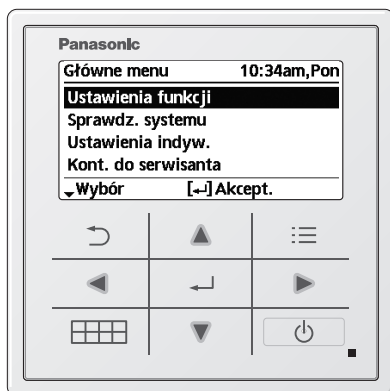 Panasonic
Główne menu 10:34am,Pon
Ustawienia funkcji
Sprawdz. systemu
Ustawienia indyw.
Kont. do serwisanta
Wybór [↵] Akcept.